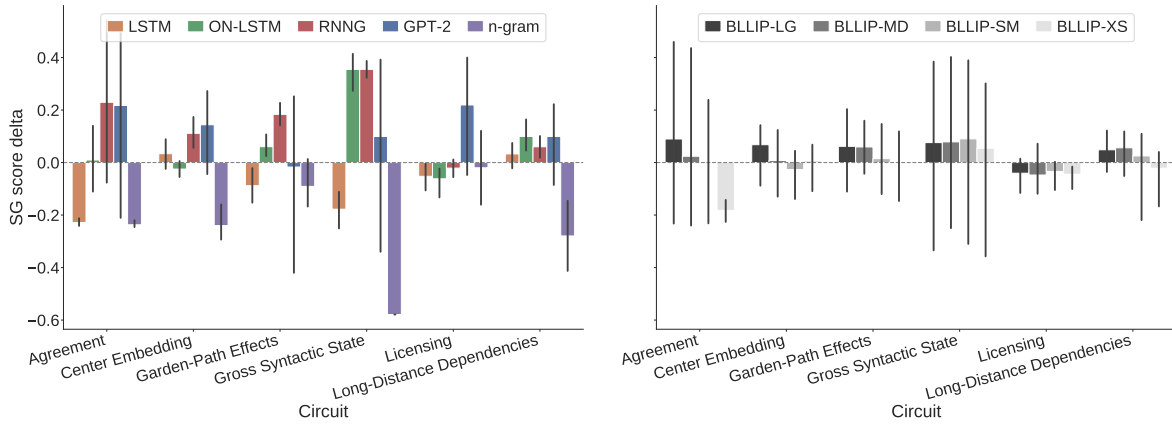 LSTM ON-LSTM RNNG GPT-2 n-gram
SG score delta
0.4
0.2
0.0
−0.2
−0.4
−0.6
Agreement
Center Embedding
Garden-Path Effects
Gross Syntactic State
Licensing
Long-Distance Dependencies
Circuit
BLLIP-LG BLLIP-MD BLLIP-SM BLLIP-XS
Agreement
Center Embedding
Garden-Path Effects
Gross Syntactic State
Licensing
Long-Distance Dependencies
Circuit